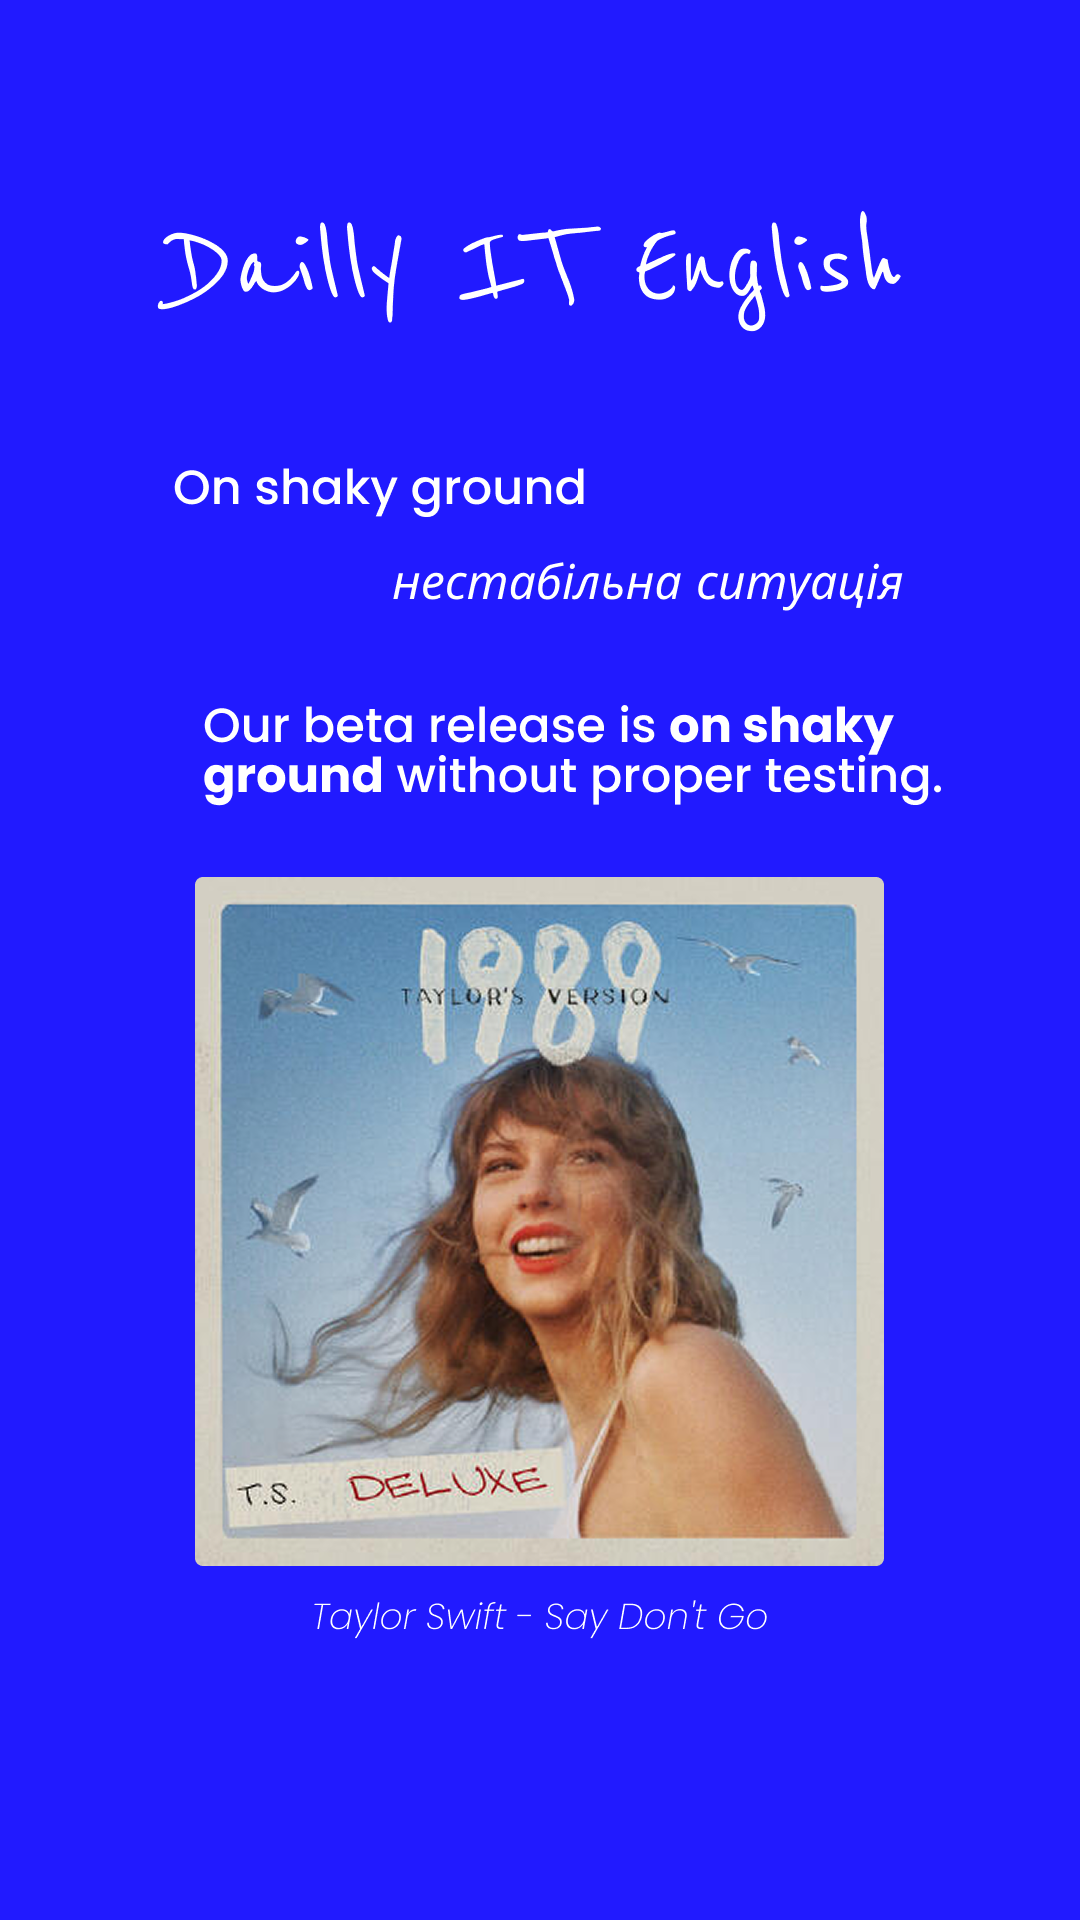 Dailly IT English
On shaky ground
нестабільна ситуація
Our beta release is on shaky
ground without proper testing.
1989
TAYLOR'S VERSION
T.S. DELUXE
Taylor Swift - Say Don't Go